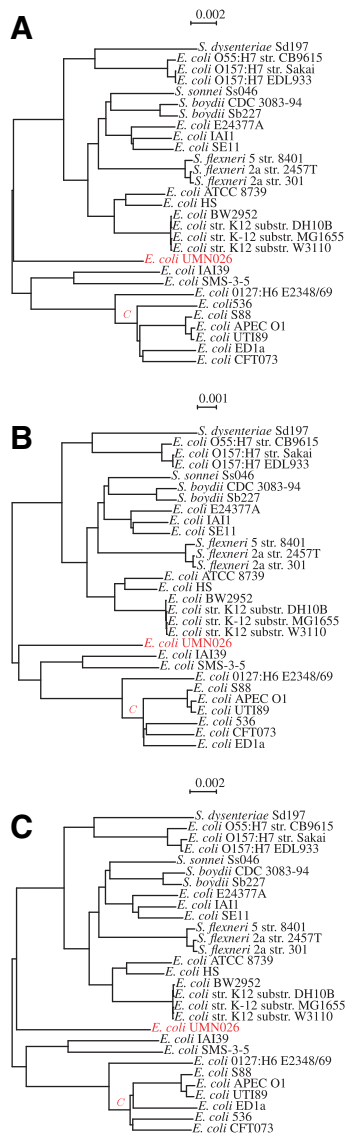 0.002
A
S. dysenteriae Sd197
E. coli O55:H7 str. CB9615
E. coli O157:H7 str. Sakai
E. coli O157:H7 EDL933
S. sonnei Ss046
S. boydii CDC 3083-94
S. boydii Sb227
E. coli E24377A
E. coli IAI1
E. coli SE11
S. flexneri 5 str. 8401
S. flexneri 2a str. 2457T
S. flexneri 2a str. 301
E. coli ATCC 8739
E. coli HS
E. coli BW2952
E. coli str. K12 substr. DH10B
E. coli str. K-12 substr. MG1655
E. coli str. K12 substr. W3110
E. coli UMN026
E. coli IAI39
E. coli SMS-3-5
E. coli 0127:H6 E2348/69
E. coli536
C
E. coli S88
E. coli APEC O1
E. coli UTI89
E. coli ED1a
E. coli CFT073
0.001
B
S. dysenteriae Sd197
E. coli O55:H7 str. CB9615
E. coli O157:H7 str. Sakai
E. coli O157:H7 EDL933
S. sonnei Ss046
S. boydii CDC 3083-94
S. boydii Sb227
E. coli E24377A
E. coli IAI1
E. coli SE11
S. flexneri 5 str. 8401
S. flexneri 2a str. 2457T
S. flexneri 2a str. 301
E. coli ATCC 8739
E. coli HS
E. coli BW2952
E. coli str. K12 substr. DH10B
E. coli str. K-12 substr. MG1655
E. coli str. K12 substr. W3110
E. coli UMN026
E. coli IAI39
E. coli SMS-3-5
E. coli 0127:H6 E2348/69
E. coli S88
E. coli APEC O1
C
E. coli UTI89
E. coli 536
E. coli CFT073
E. coli ED1a
0.002
C
S. dysenteriae Sd197
E. coli O55:H7 str. CB9615
E. coli O157:H7 str. Sakai
E. coli O157:H7 EDL933
S. sonnei Ss046
S. boydii CDC 3083-94
S. boydii Sb227
E. coli E24377A
E. coli IAI1
E. coli SE11
S. flexneri 5 str. 8401
S. flexneri 2a str. 2457T
S. flexneri 2a str. 301
E. coli ATCC 8739
E. coli HS
E. coli BW2952
E. coli str. K12 substr. DH10B
E. coli str. K-12 substr. MG1655
E. coli str. K12 substr. W3110
E. coli UMN026
E. coli IAI39
E. coli SMS-3-5
E. coli 0127:H6 E2348/69
E. coli S88
E. coli APEC O1
E. coli UTI89
C
E. coli ED1a
E. coli 536
E. coli CFT073